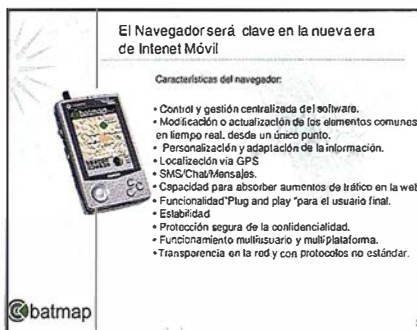 El Navegador será clave en la nueva era
de Intenet Móvil
Características del navegador:
• Control y gestión centralizada del software.
• Modificación o actualización de los elementos comunes
en tiempo real, desde un único punto.
• Personalización y adaptación de la información.
• Localización vía GPS
• SMS/Chat/Mensajes.
• Capacidad para absorber aumentos de tráfico en la web
• Funcionalidad "Plug and play "para el usuario final.
• Estabilidad
• Protección segura de la confidencialidad.
• Funcionamiento multiusuario y multiplataforma.
• Transparencia en la red y con protocolos no estándar.
batmap